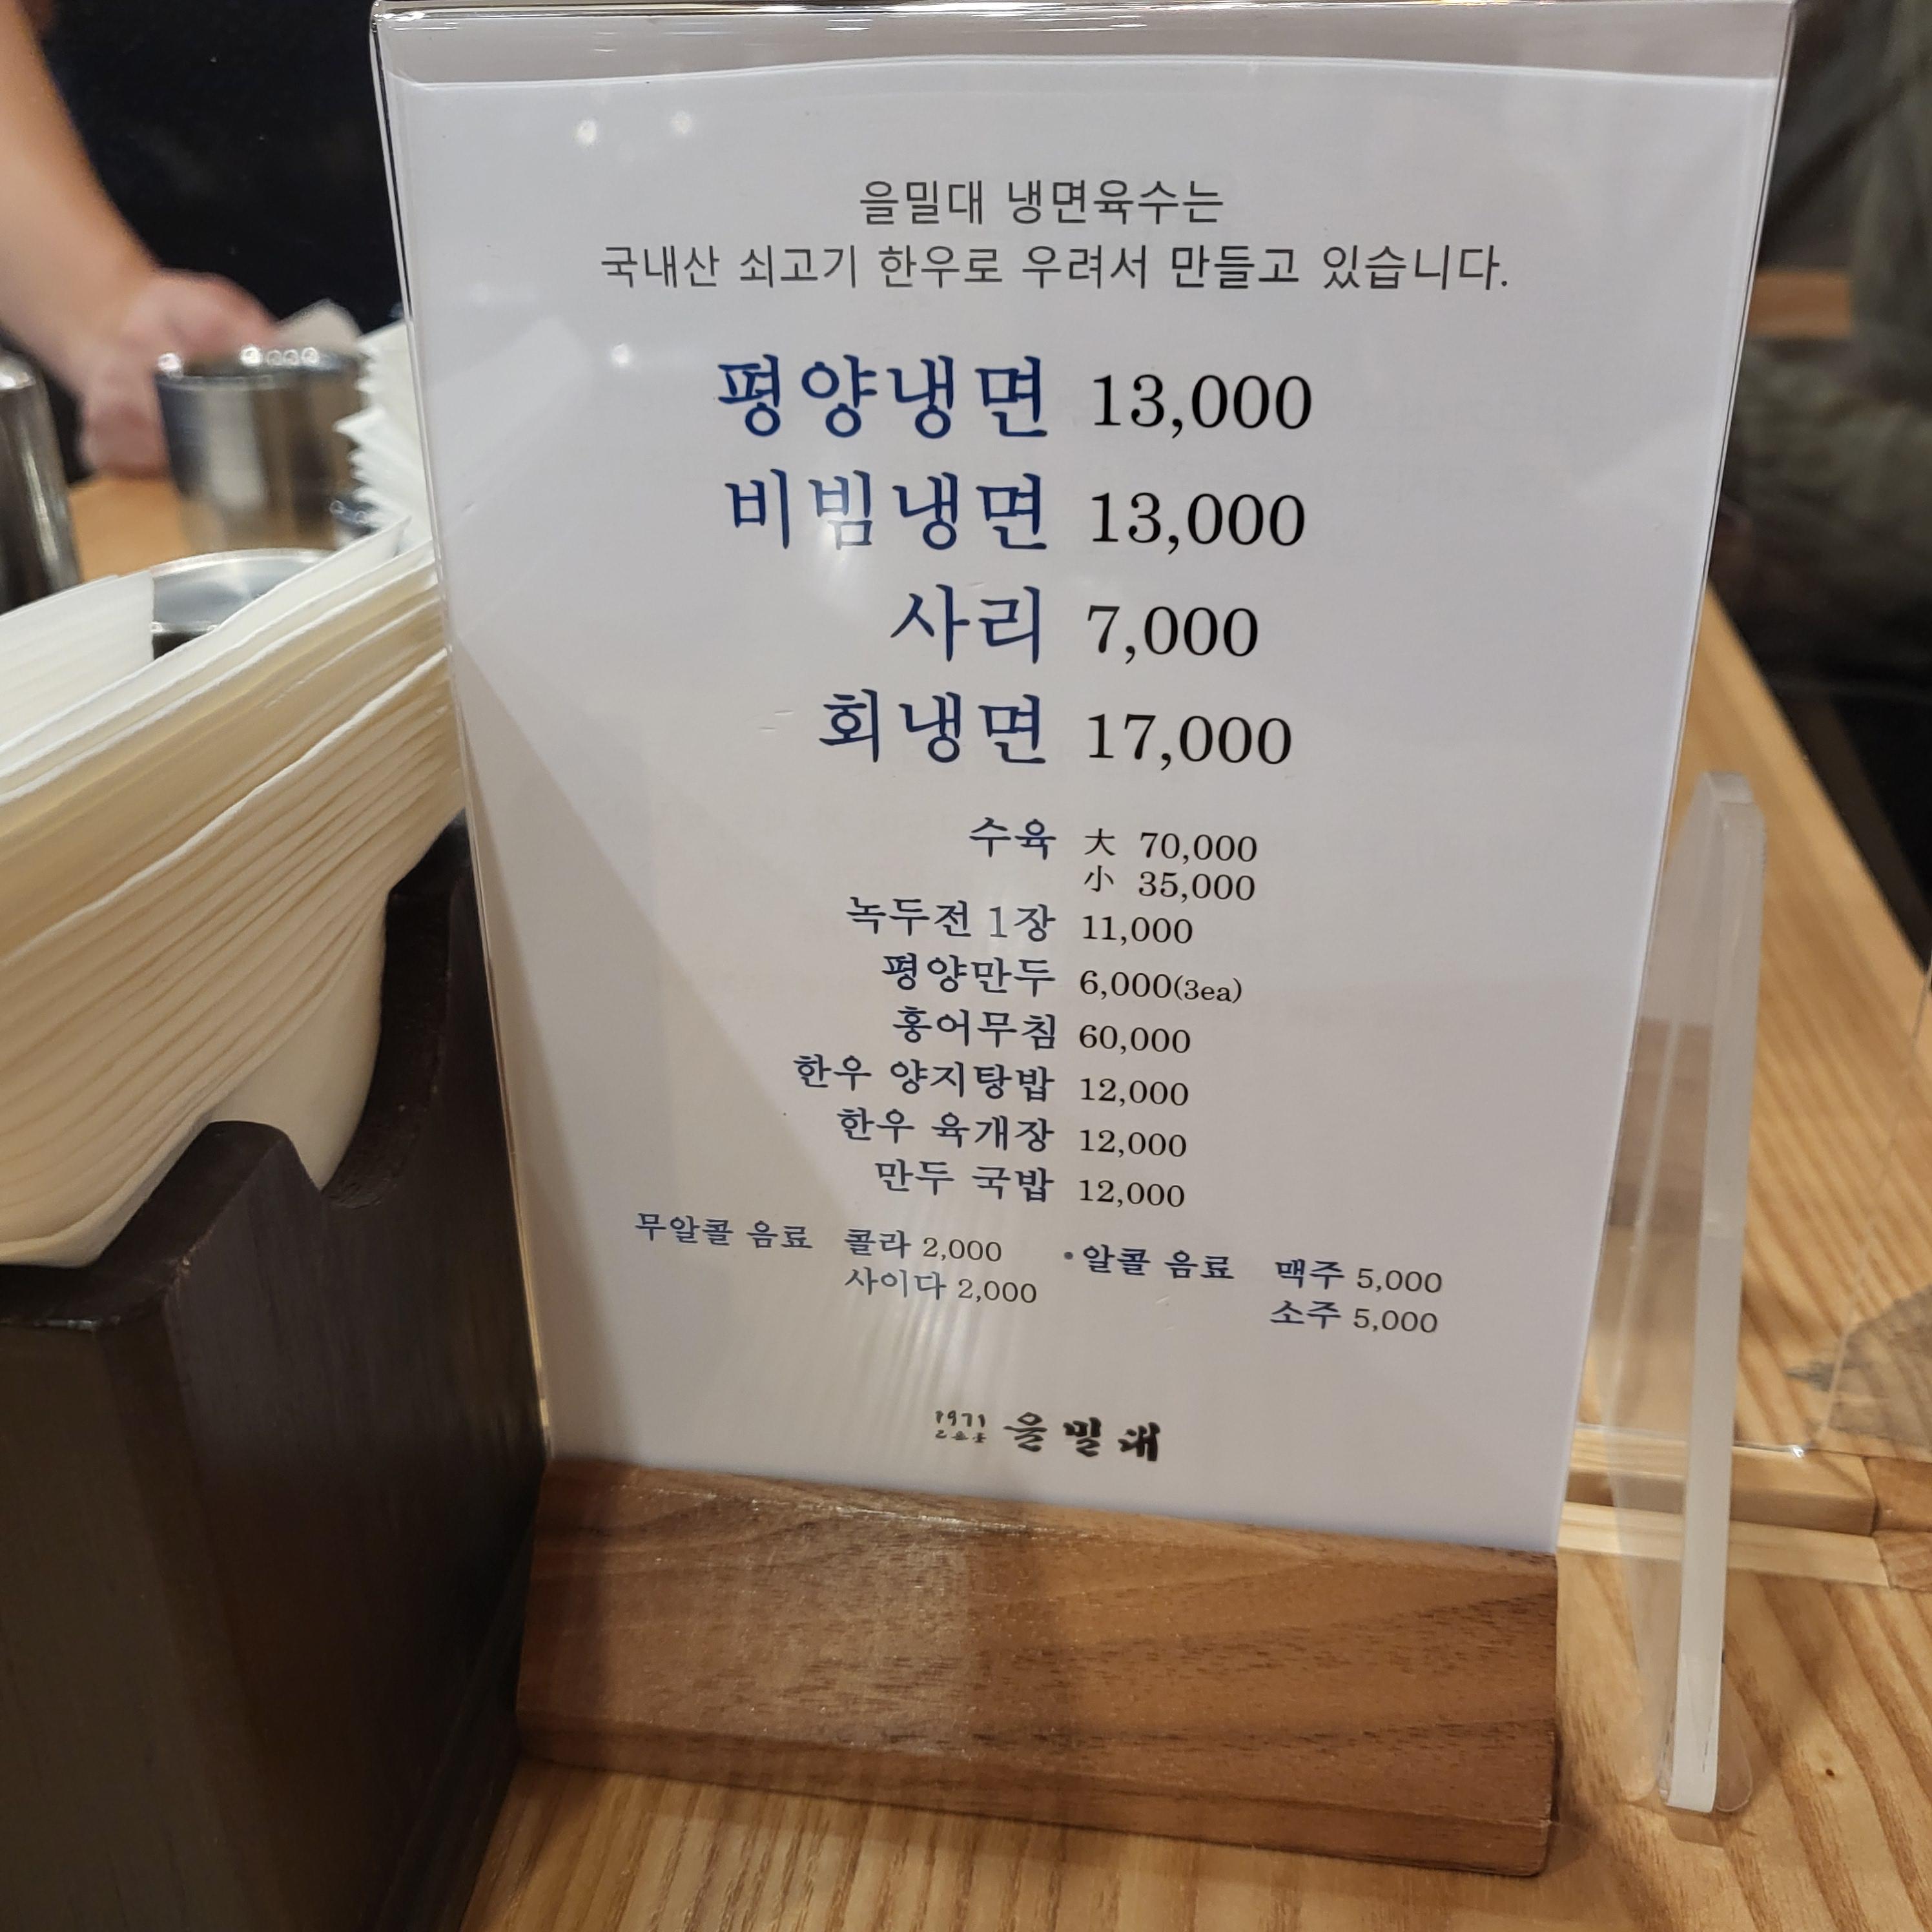 을밀대 냉면육수는
국내산 쇠고기 한우로 우려서 만들고 있습니다.
평양냉면 13,000
비빔냉면 13,000
사리 7,000
회냉면 17,000
수육 大 70,000
小 35,000
녹두전 1장 11,000
평양만두 6,000(3ea)
홍어무침 60,000
한우 양지탕밥 12,000
한우 육개장 12,000
만두 국밥 12,000
무알콜 음료 콜라 2,000 •알콜 음료 맥주 5,000
사이다 2,000 소주 5,000
1971 을밀대